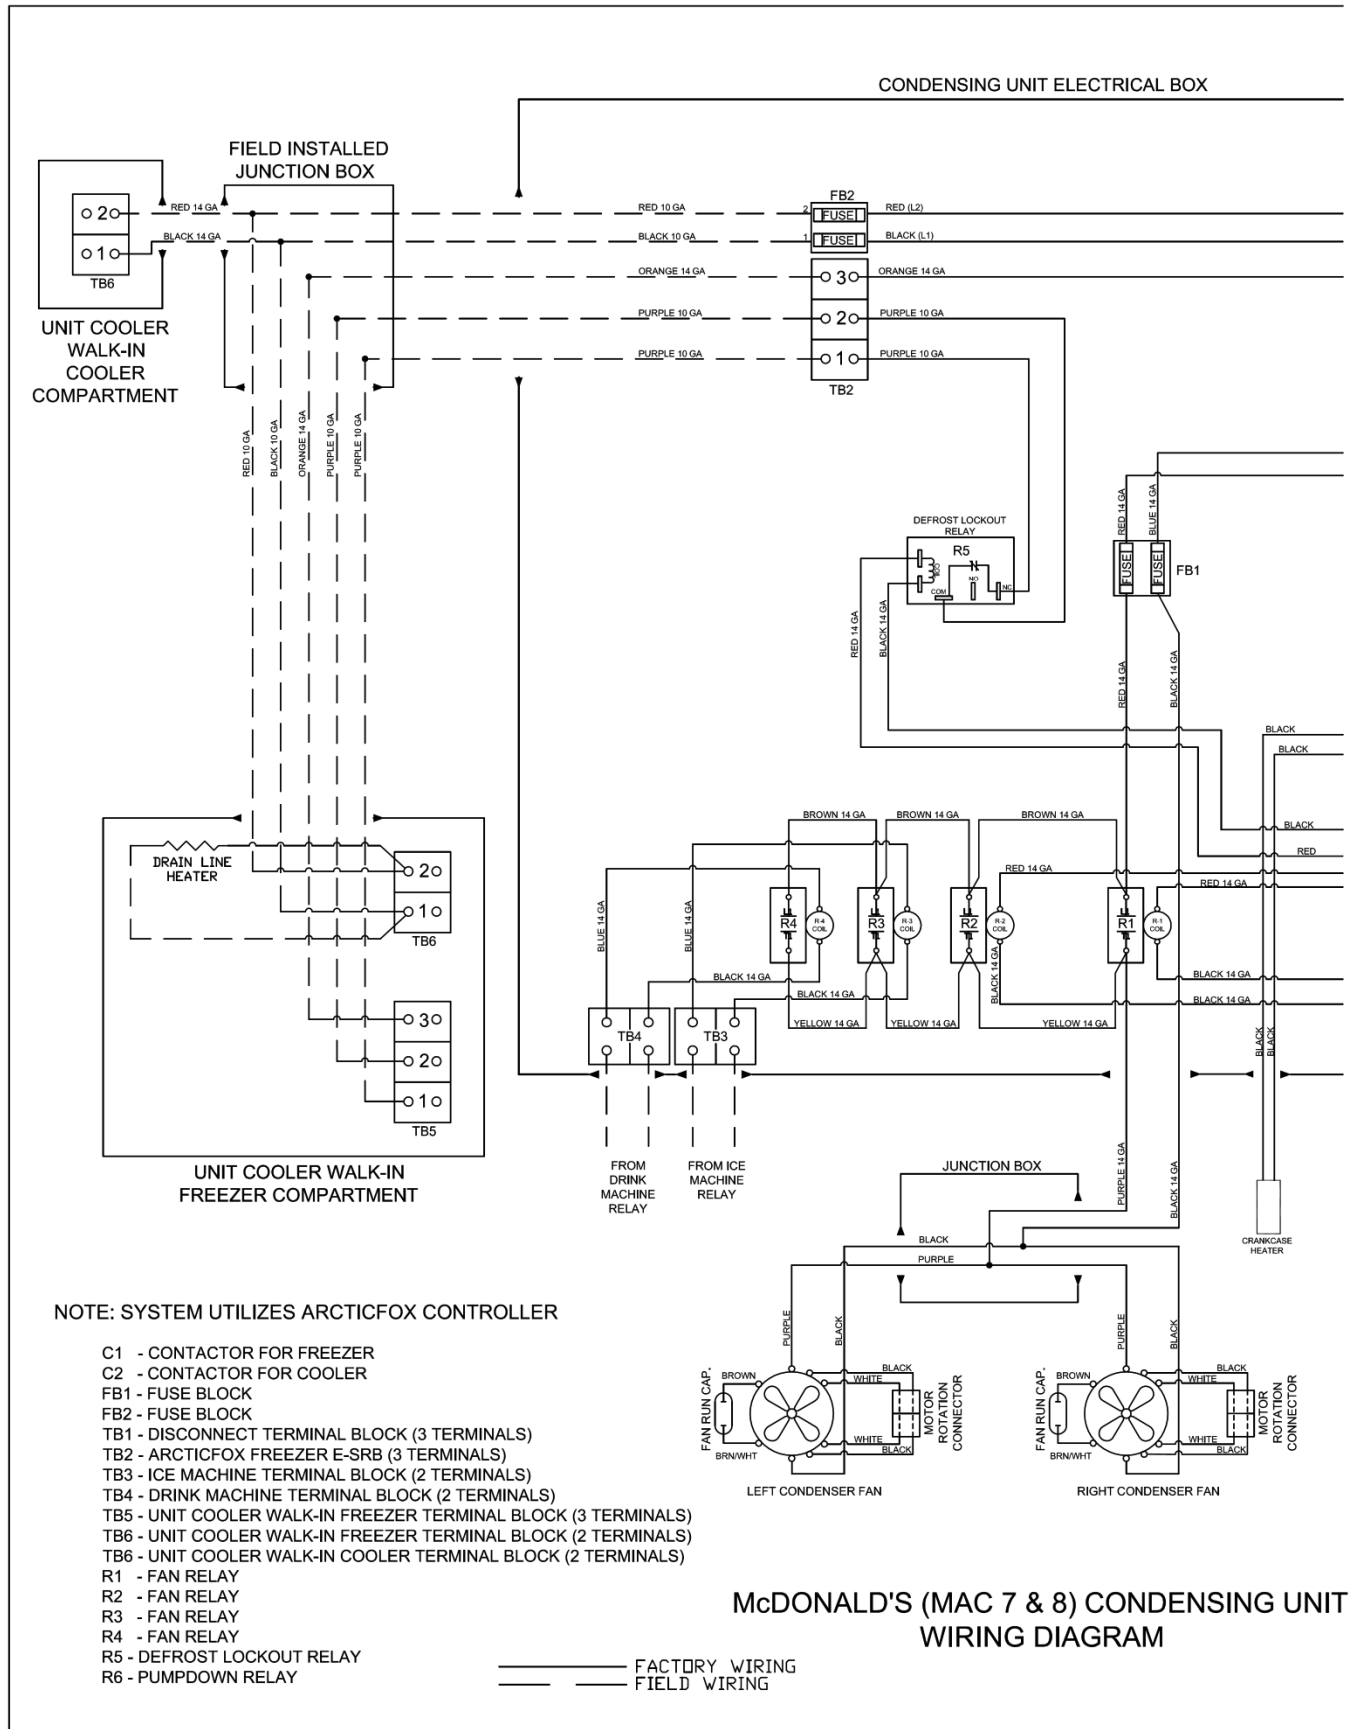 CONDENSING UNIT ELECTRICAL BOX
FIELD INSTALLED
JUNCTION BOX
2
1
TB6
RED 14 GA
BLACK 14 GA
UNIT COOLER
WALK-IN
COOLER
COMPARTMENT
RED 10 GA
BLACK 10 GA
ORANGE 14 GA
PURPLE 10 GA
PURPLE 10 GA
FB2
2
FUSE
1
FUSE
RED (L2)
BLACK (L1)
3
ORANGE 14 GA
2
PURPLE 10 GA
1
PURPLE 10 GA
TB2
RED 10 GA
BLACK 10 GA
ORANGE 14 GA
PURPLE 10 GA
PURPLE 10 GA
DEFROST LOCKOUT
RELAY
R5
COIL
COM
NO
NC
RED 14 GA
BLACK 14 GA
RED 14 GA
BLUE 14 GA
FUSE
FUSE
FB1
RED 14 GA
BLACK 14 GA
BLACK
BLACK
BLACK
RED
DRAIN LINE
HEATER
2
1
TB6
3
2
1
TB5
UNIT COOLER WALK-IN
FREEZER COMPARTMENT
BROWN 14 GA
BROWN 14 GA
BROWN 14 GA
RED 14 GA
RED 14 GA
BLUE 14 GA
BLUE 14 GA
L1
R4
T1
R-4
COIL
L1
R3
T1
R-3
COIL
L1
R2
T1
R-2
COIL
L1
R1
T1
R-1
COIL
BLACK 14 GA
BLACK 14 GA
BLACK 14 GA
BLACK 14 GA
BLACK 14 GA
YELLOW 14 GA
YELLOW 14 GA
YELLOW 14 GA
TB4
TB3
BLACK
BLACK
FROM
DRINK
MACHINE
RELAY
FROM ICE
MACHINE
RELAY
JUNCTION BOX
PURPLE 14 GA
BLACK 14 GA
CRANKCASE
HEATER
BLACK
PURPLE
PURPLE
BLACK
PURPLE
BLACK
FAN RUN CAP.
BROWN
BRN/WHT
BLACK
WHITE
WHITE
BLACK
MOTOR
ROTATION
CONNECTOR
LEFT CONDENSER FAN
FAN RUN CAP.
BROWN
BRN/WHT
BLACK
WHITE
WHITE
BLACK
MOTOR
ROTATION
CONNECTOR
RIGHT CONDENSER FAN
NOTE: SYSTEM UTILIZES ARCTICFOX CONTROLLER
C1 - CONTACTOR FOR FREEZER
C2 - CONTACTOR FOR COOLER
FB1 - FUSE BLOCK
FB2 - FUSE BLOCK
TB1 - DISCONNECT TERMINAL BLOCK (3 TERMINALS)
TB2 - ARCTICFOX FREEZER E-SRB (3 TERMINALS)
TB3 - ICE MACHINE TERMINAL BLOCK (2 TERMINALS)
TB4 - DRINK MACHINE TERMINAL BLOCK (2 TERMINALS)
TB5 - UNIT COOLER WALK-IN FREEZER TERMINAL BLOCK (3 TERMINALS)
TB6 - UNIT COOLER WALK-IN FREEZER TERMINAL BLOCK (2 TERMINALS)
TB6 - UNIT COOLER WALK-IN COOLER TERMINAL BLOCK (2 TERMINALS)
R1 - FAN RELAY
R2 - FAN RELAY
R3 - FAN RELAY
R4 - FAN RELAY
R5 - DEFROST LOCKOUT RELAY
R6 - PUMPDOWN RELAY
McDONALD'S (MAC 7 & 8) CONDENSING UNIT
WIRING DIAGRAM
FACTORY WIRING
FIELD WIRING